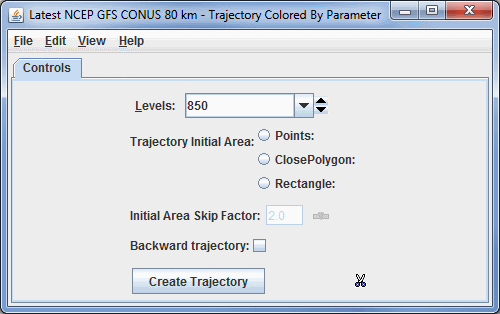 Latest NCEP GFS CONUS 80 km - Trajectory Colored By Parameter
File Edit View Help
Controls
Levels: 850
Trajectory Initial Area: Points:
ClosePolygon:
Rectangle:
Initial Area Skip Factor: 2.0
Backward trajectory:
Create Trajectory